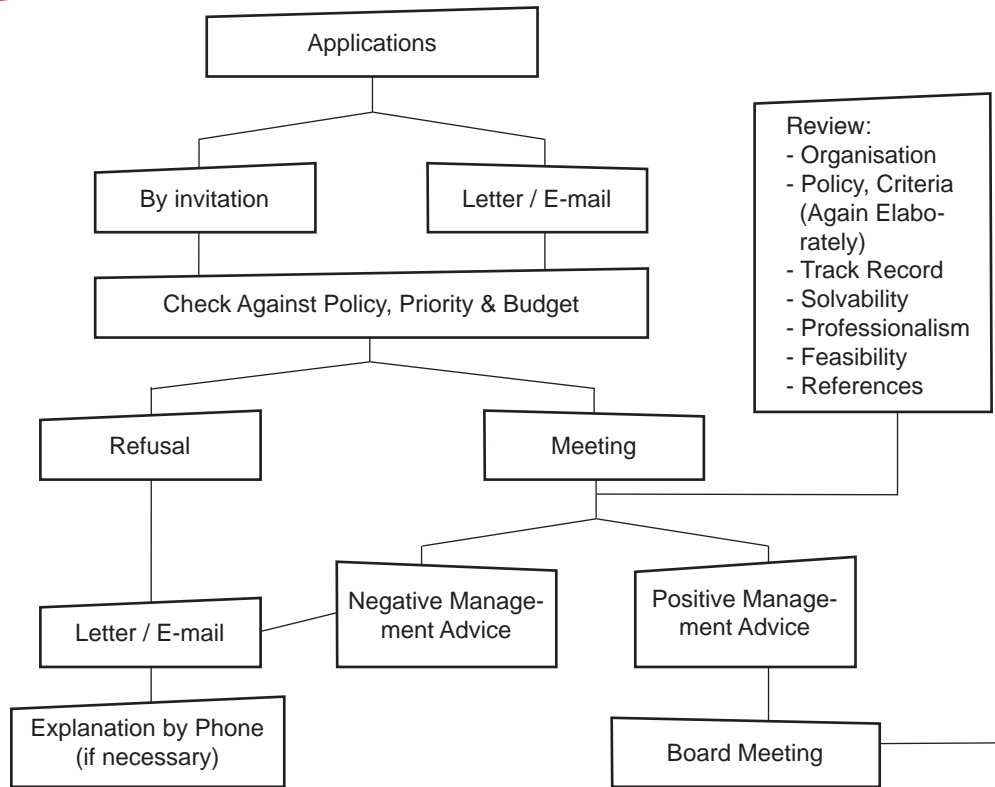 Applications
By invitation
Letter / E-mail
Check Against Policy, Priority & Budget
Review:
- Organisation
- Policy, Criteria
(Again Elabo-
rately)
- Track Record
- Solvability
- Professionalism
- Feasibility
- References
Refusal
Meeting
Negative Manage-
ment Advice
Positive Manage-
ment Advice
Letter / E-mail
Explanation by Phone
(if necessary)
Board Meeting